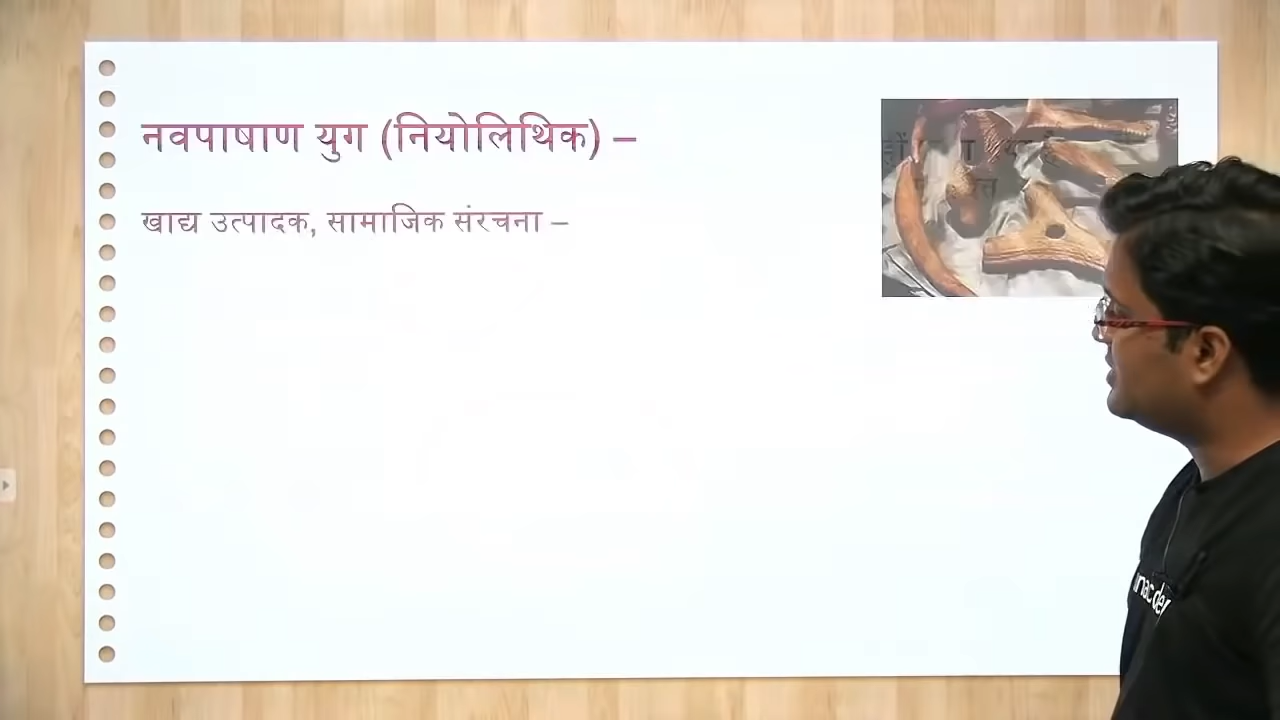 नवपाषाण युग (नियोलिथिक) –
खाद्य उत्पादक, सामाजिक संरचना –